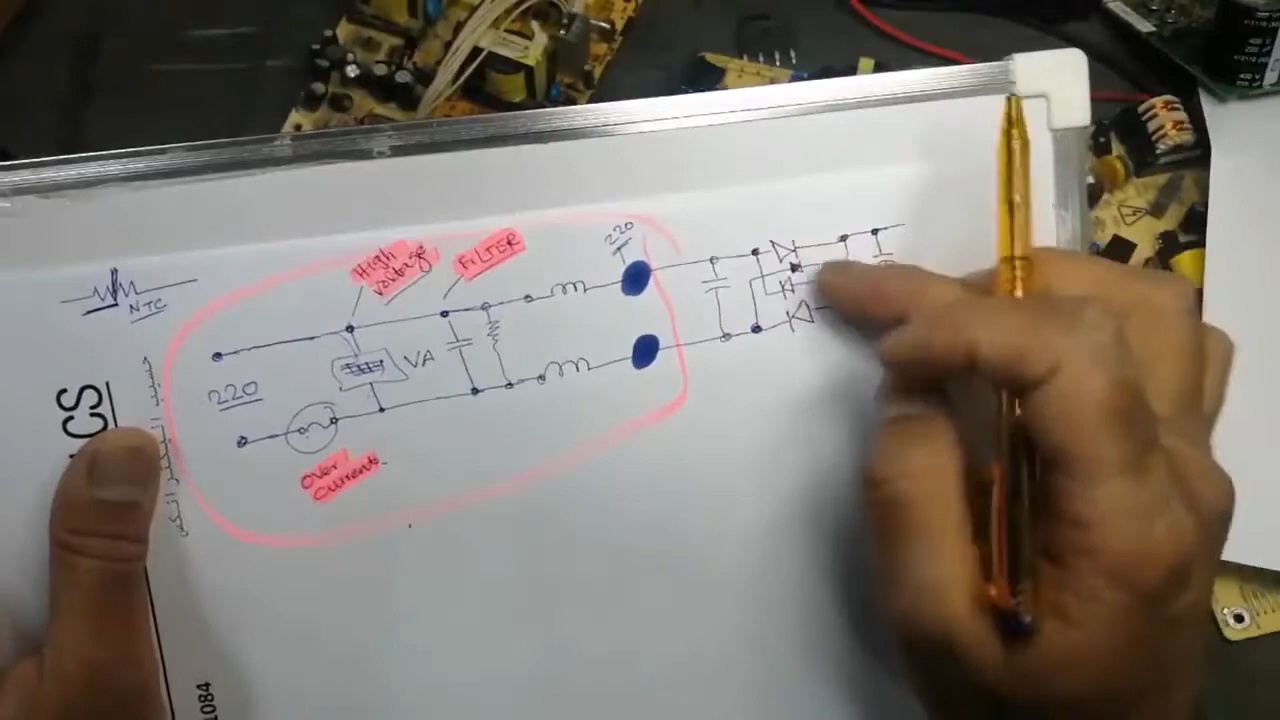 220
High
voltage
FiLTER
NTC
VA
220
over
current
CS
1084